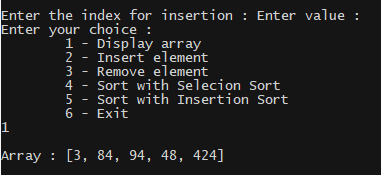 Enter the index for insertion : Enter value :
Enter your choice :
1 - Display array
2 - Insert element
3 - Remove element
4 - Sort with Selecion Sort
5 - Sort with Insertion Sort
6 - Exit
1
Array : [3, 84, 94, 48, 424]